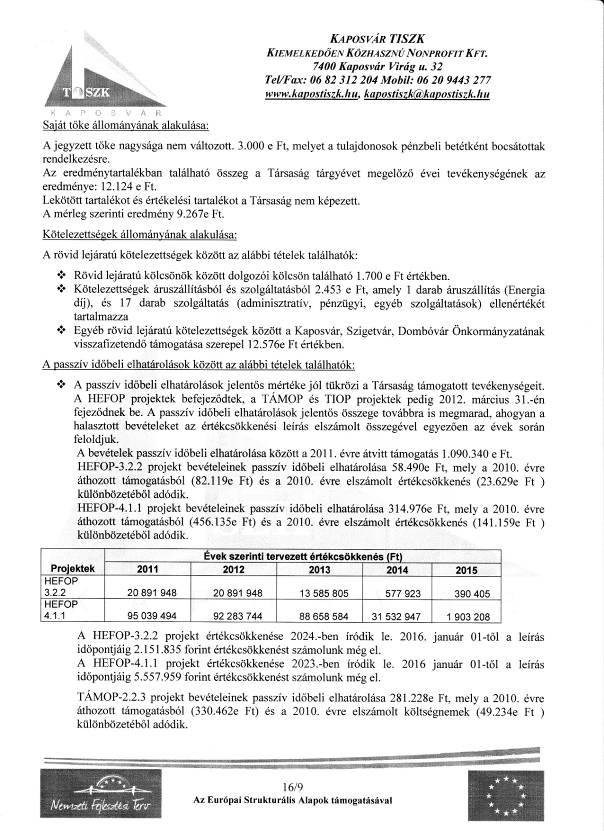 KAPOSVÁR TISZK
KIEMELKEDŐEN KÖZHASZNÚ NONPROFIT KFT.
7400 Kaposvár Virág u. 32
Tel/Fax: 06 82 312 204 Mobil: 06 20 9443 277
www.kapostiszk.hu, kapostiszk@kapostiszk.hu
T SZK
K A P O S V Á R
Saját tőke állományának alakulása:
A jegyzett tőke nagysága nem változott. 3.000 e Ft, melyet a tulajdonosok pénzbeli betétként bocsátottak
rendelkezésre.
Az eredménytartalékban található összeg a Társaság tárgyévet megelőző évei tevékenységének az
eredménye: 12.124 e Ft.
Lekötött tartalékot és értékelési tartalékot a Társaság nem képezett.
A mérleg szerinti eredmény 9.267e Ft.
Kötelezettségek állományának alakulása:
A rövid lejáratú kötelezettségek között az alábbi tételek találhatók:
❖ Rövid lejáratú kölcsönök között dolgozói kölcsön található 1.700 e Ft értékben.
❖ Kötelezettségek áruszállításból és szolgáltatásból 2.453 e Ft, amely 1 darab áruszállítás (Energia
díj), és 17 darab szolgáltatás (adminisztratív, pénzügyi, egyéb szolgáltatások) ellenértékét
tartalmazza
❖ Egyéb rövid lejáratú kötelezettségek között a Kaposvár, Szigetvár, Dombóvár Önkormányzatának
visszafizetendő támogatása szerepel 12.576e Ft értékben.
A passzív időbeli elhatárolások között az alábbi tételek találhatók:
❖ A passzív időbeli elhatárolások jelentős mértéke jól tükrözi a Társaság támogatott tevékenységeit.
A HEFOP projektek befejeződtek, a TÁMOP és TIOP projektek pedig 2012. március 31.-én
fejeződnek be. A passzív időbeli elhatárolások jelentős összege továbbra is megmarad, ahogyan a
halasztott bevételeket az értékcsökkenési leírás elszámolt összegével egyezően az évek során
feloldjuk.
A bevételek passzív időbeli elhatárolása között a 2011. évre átvitt támogatás 1.090.340 e Ft.
HEFOP-3.2.2 projekt bevételeinek passzív időbeli elhatárolása 58.490e Ft, mely a 2010. évre
áthozott támogatásból (82.119e Ft) és a 2010. évre elszámolt értékcsökkenés (23.629e Ft )
különbözetéből adódik.
HEFOP-4.1.1 projekt bevételeinek passzív időbeli elhatárolása 314.976e Ft, mely a 2010. évre
áthozott támogatásból (456.135e Ft) és a 2010. évre elszámolt értékcsökkenés (141.159e Ft )
különbözetéből adódik.
Évek szerinti tervezett értékcsökkenés (Ft)
Projektek 2011 2012 2013 2014 2015
HEFOP
3.2.2 20 891 948 20 891 948 13 585 805 577 923 390 405
HEFOP
4.1.1 95 039 494 92 283 744 88 658 584 31 532 947 1 903 208
A HEFOP-3.2.2 projekt értékcsökkenése 2024.-ben íródik le. 2016. január 01-től a leírás
időpontjáig 2.151.835 forint értékcsökkenést számolunk még el.
A HEFOP-4.1.1 projekt értékcsökkenése 2023.-ben íródik le. 2016 január 01-től a leírás
időpontjáig 5.557.959 forint értékcsökkenést számolunk még el.
TÁMOP-2.2.3 projekt bevételeinek passzív időbeli elhatárolása 281.228e Ft, mely a 2010. évre
áthozott támogatásból (330.462e Ft) és a 2010. évre elszámolt költségnemek (49.234e Ft )
különbözetéből adódik.
16/9
Az Európai Strukturális Alapok támogatásával
Nemzeti Fejlesztési Terv